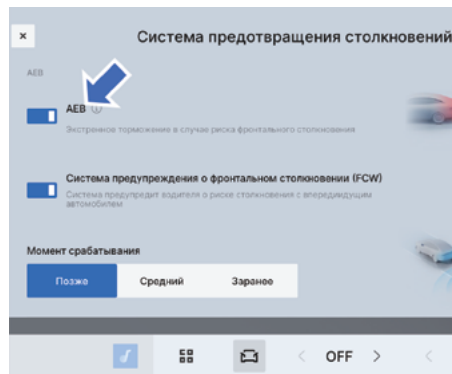 Система предотвращения столкновений
AEB
AEB
Экстренное торможение в случае риска фронтального столкновения
Система предупреждения о фронтальном столкновении (FCW)
Система предупредит водителя о риске столкновения с впередиидущим
автомобилем
Момент срабатывания
Позже Средний Заранее
OFF